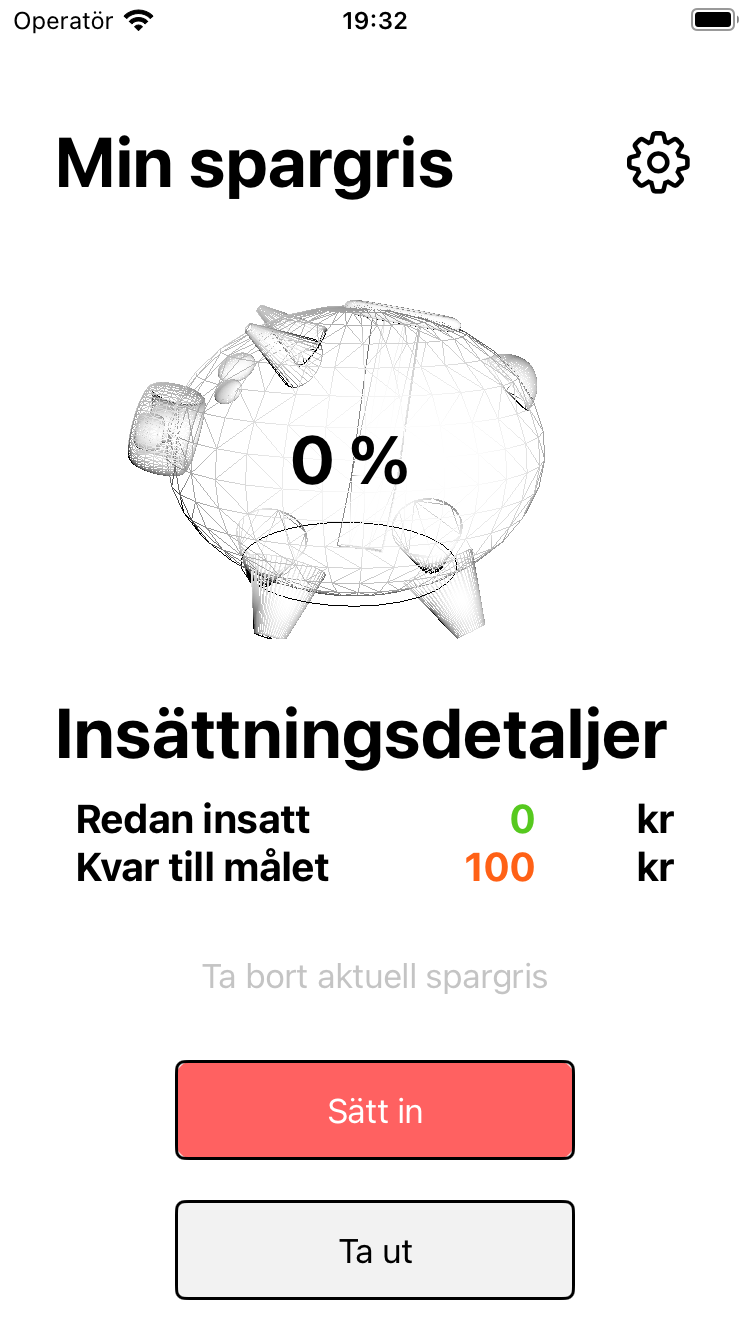 Operatör 19:32
Min spargris
0 %
Insättningsdetaljer
Redan insatt 0 kr
Kvar till målet 100 kr
Ta bort aktuell spargris
Sätt in
Ta ut